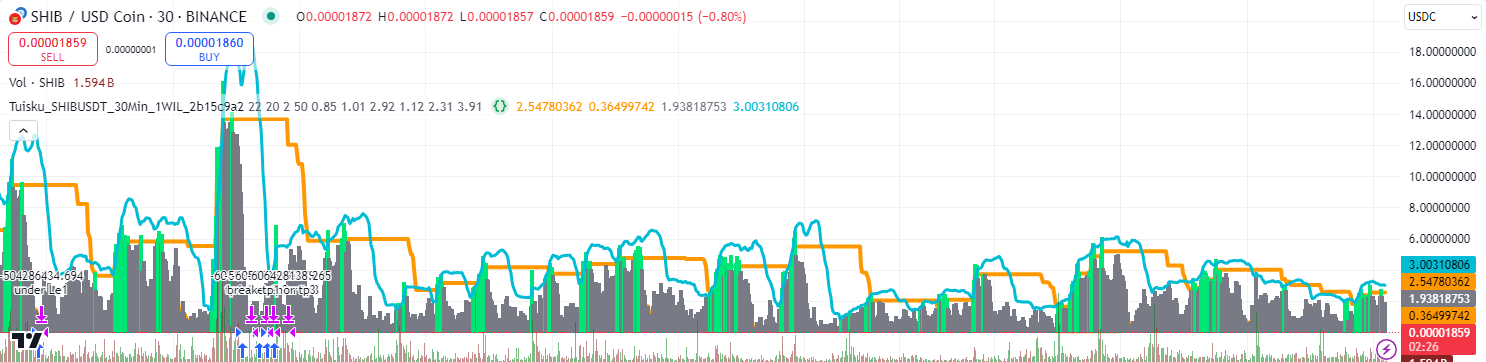 SHIB / USD Coin · 30 · BINANCE O0.00001872 H0.00001872 L0.00001857 C0.00001859 −0.00000015 (−0.80%)
USDC
0.00001859
SELL
0.00000001
0.00001860
BUY
Vol · SHIB 1.594 B
Tuisku_SHIBUSDT_30Min_1WIL_2b15c9a2 22 20 2 50 0.85 1.01 2.92 1.12 2.31 3.91 {} 2.54780362 0.36499742 1.93818753 3.00310806
18.00000000
16.00000000
14.00000000
12.00000000
10.00000000
8.00000000
6.00000000
3.00310806
2.54780362
1.93818753
0.36499742
0.00001859
02:26